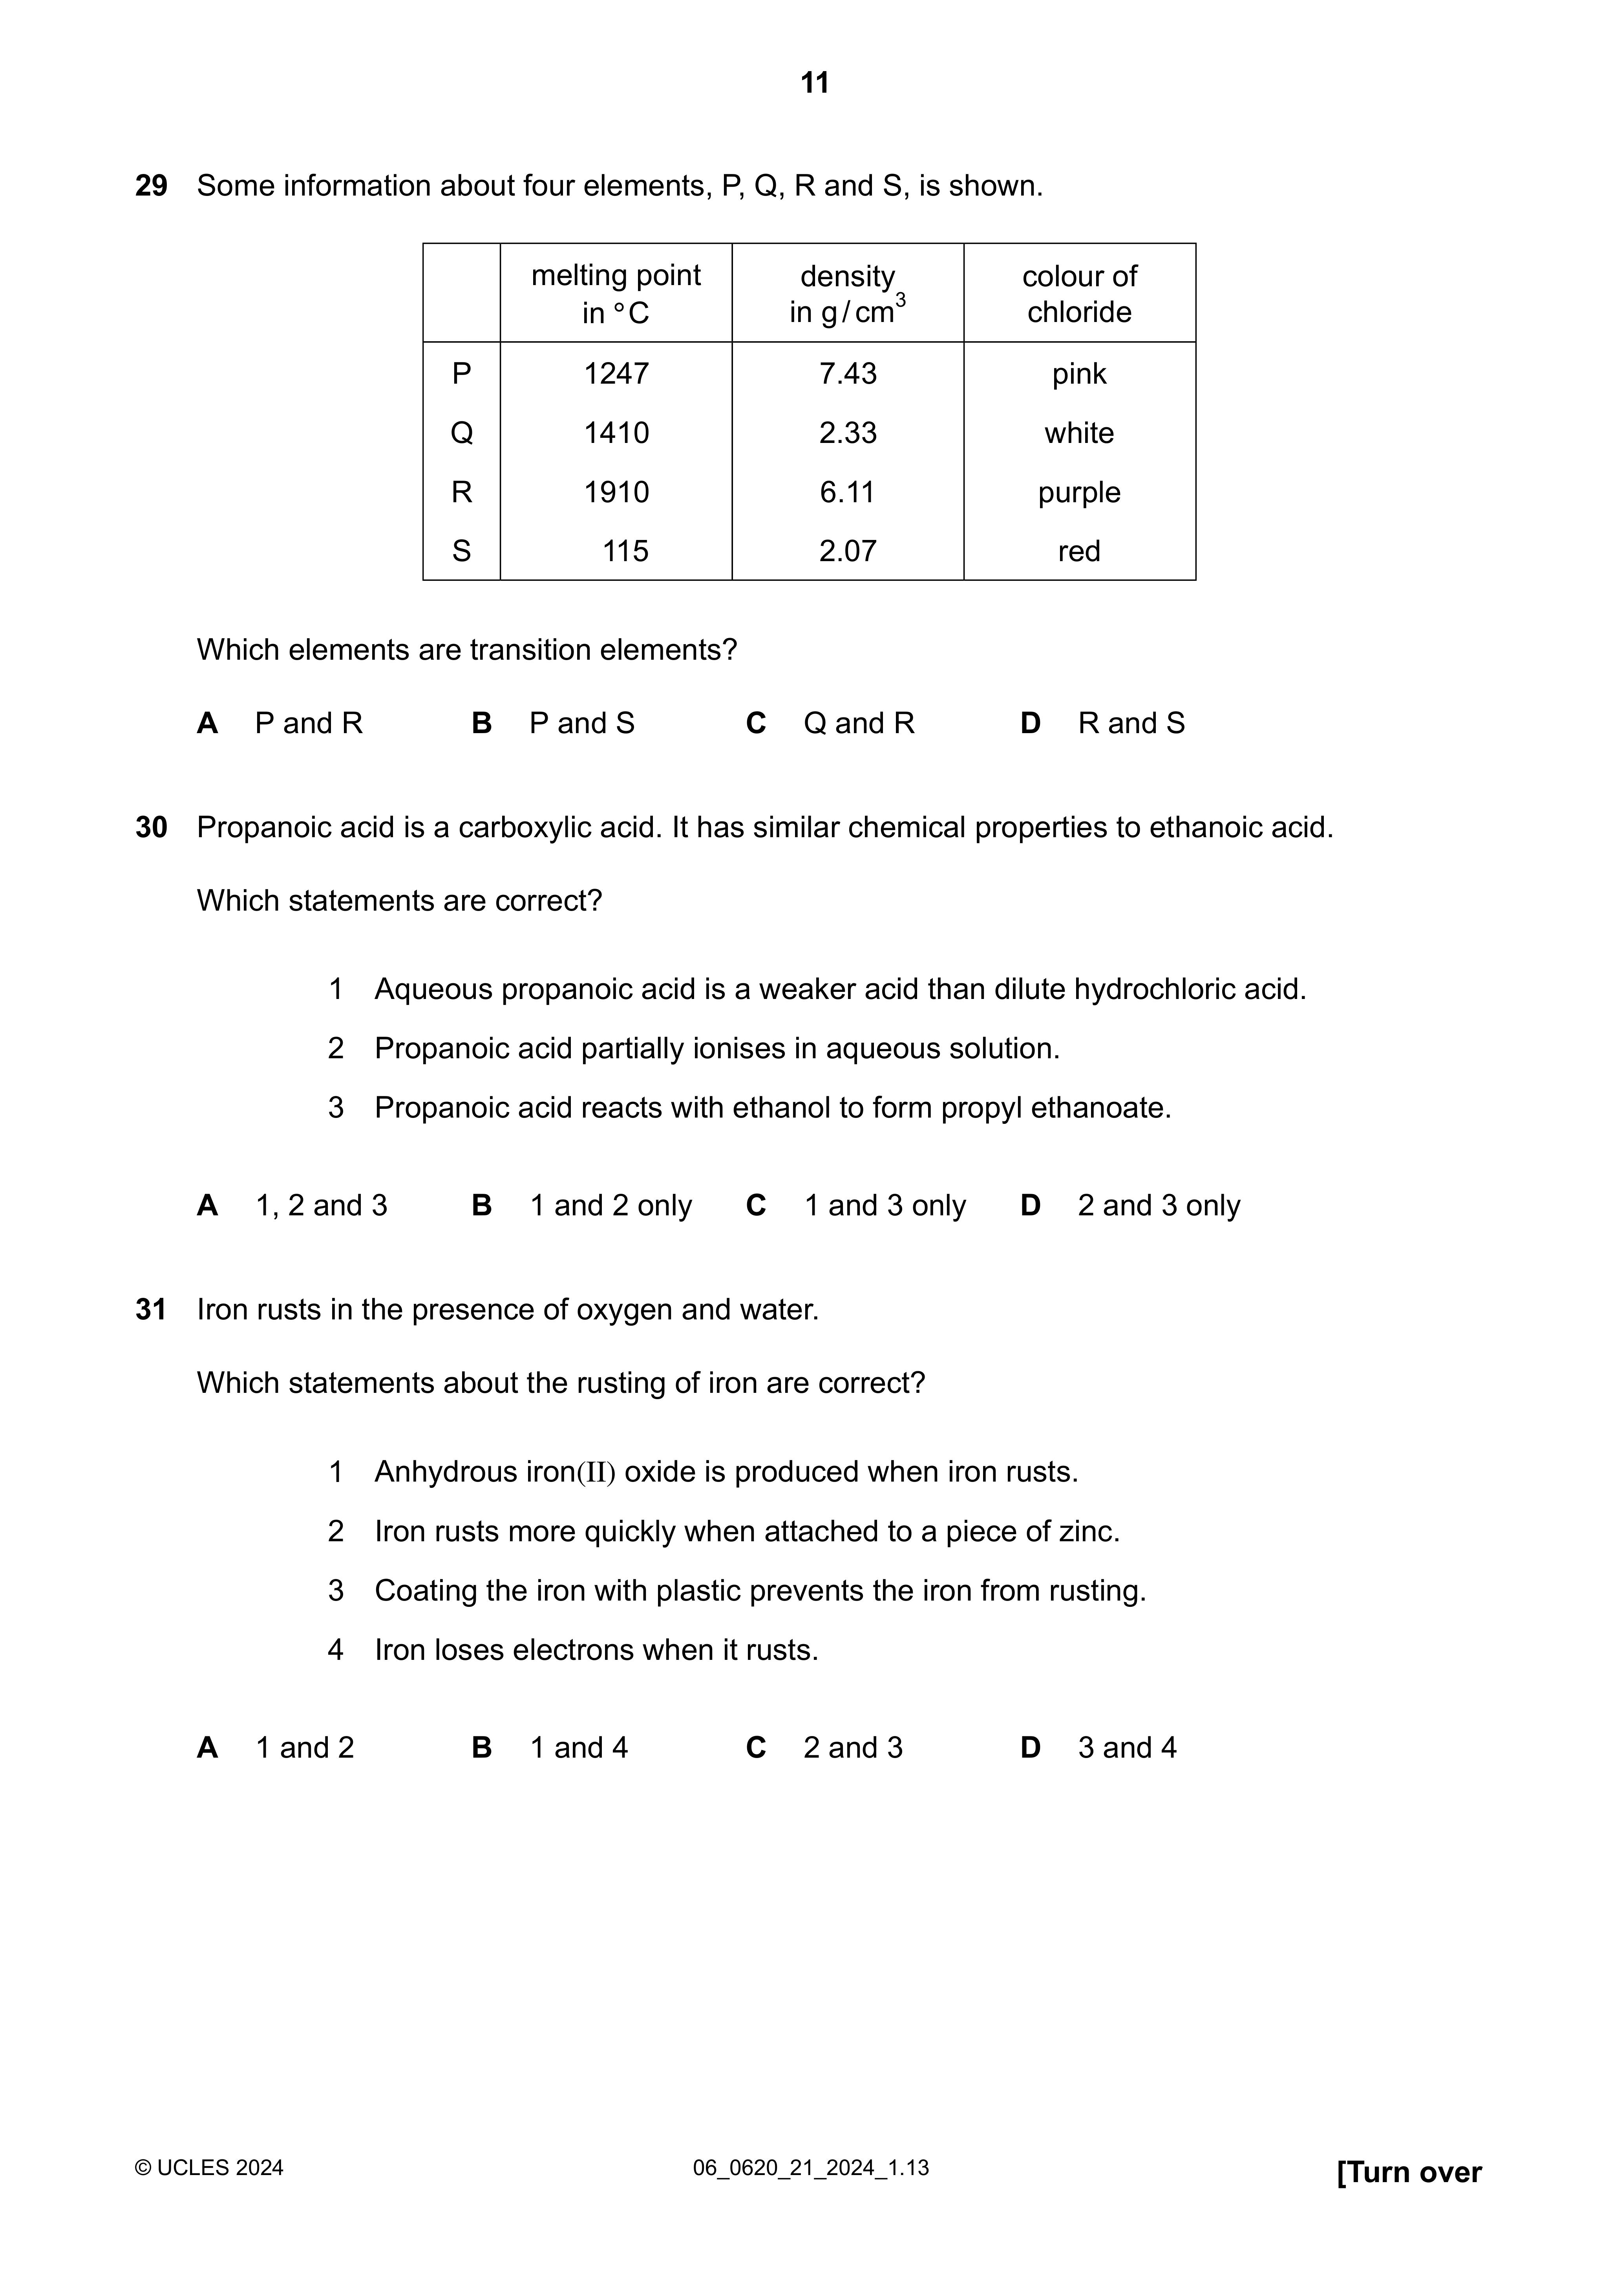 11
29 Some information about four elements, P, Q, R and S, is shown.
melting point in °C density in g/cm³ colour of chloride
P 1247 7.43 pink
Q 1410 2.33 white
R 1910 6.11 purple
S 115 2.07 red
Which elements are transition elements?
A P and R B P and S C Q and R D R and S
30 Propanoic acid is a carboxylic acid. It has similar chemical properties to ethanoic acid.
Which statements are correct?
1 Aqueous propanoic acid is a weaker acid than dilute hydrochloric acid.
2 Propanoic acid partially ionises in aqueous solution.
3 Propanoic acid reacts with ethanol to form propyl ethanoate.
A 1, 2 and 3 B 1 and 2 only C 1 and 3 only D 2 and 3 only
31 Iron rusts in the presence of oxygen and water.
Which statements about the rusting of iron are correct?
1 Anhydrous iron(II) oxide is produced when iron rusts.
2 Iron rusts more quickly when attached to a piece of zinc.
3 Coating the iron with plastic prevents the iron from rusting.
4 Iron loses electrons when it rusts.
A 1 and 2 B 1 and 4 C 2 and 3 D 3 and 4
© UCLES 2024 06_0620_21_2024_1.13 [Turn over